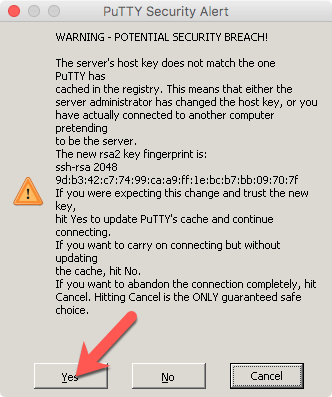 PuTTY Security Alert
WARNING - POTENTIAL SECURITY BREACH!
The server's host key does not match the one
PuTTY has
cached in the registry. This means that either the
server administrator has changed the host key, or you
have actually connected to another computer
pretending
to be the server.
The new rsa2 key fingerprint is:
ssh-rsa 2048
9d:b3:42:c7:74:99:ca:a9:ff:1e:bc:b7:bb:09:70:7f
If you were expecting this change and trust the new
key,
hit Yes to update PuTTY's cache and continue
connecting.
If you want to carry on connecting but without
updating
the cache, hit No.
If you want to abandon the connection completely, hit
Cancel. Hitting Cancel is the ONLY guaranteed safe
choice.
Yes
No
Cancel